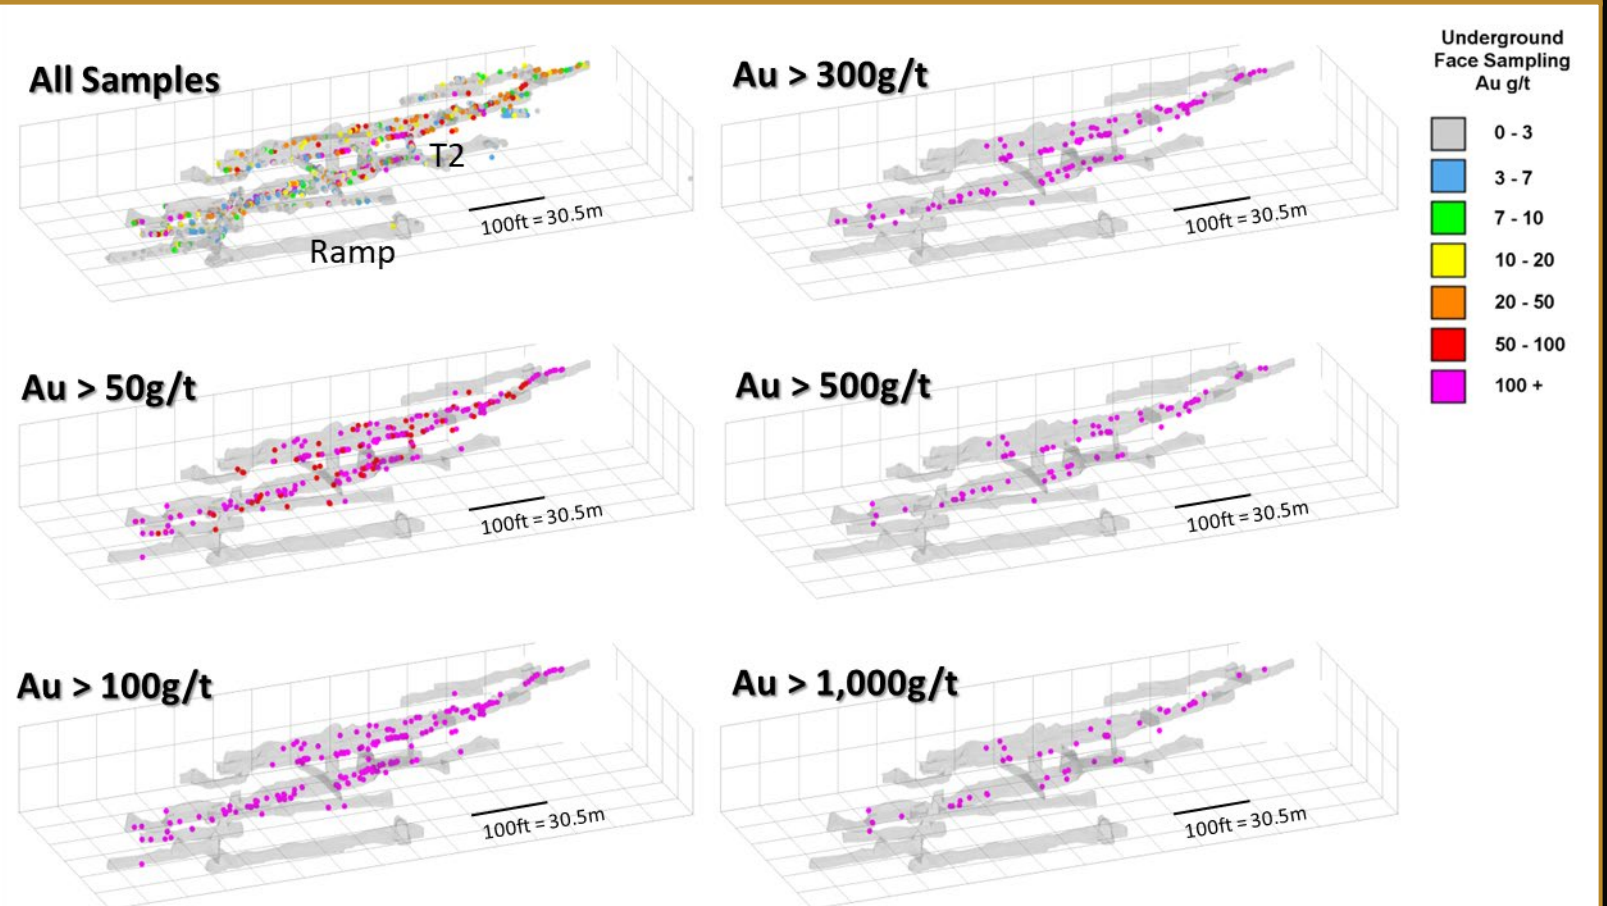 All Samples
T2
100ft = 30.5m
Ramp
Au > 300g/t
100ft = 30.5m
Underground
Face Sampling
Au g/t
0 - 3
3 - 7
7 - 10
10 - 20
20 - 50
50 - 100
100 +
Au > 50g/t
100ft = 30.5m
Au > 500g/t
100ft = 30.5m
Au > 100g/t
100ft = 30.5m
Au > 1,000g/t
100ft = 30.5m